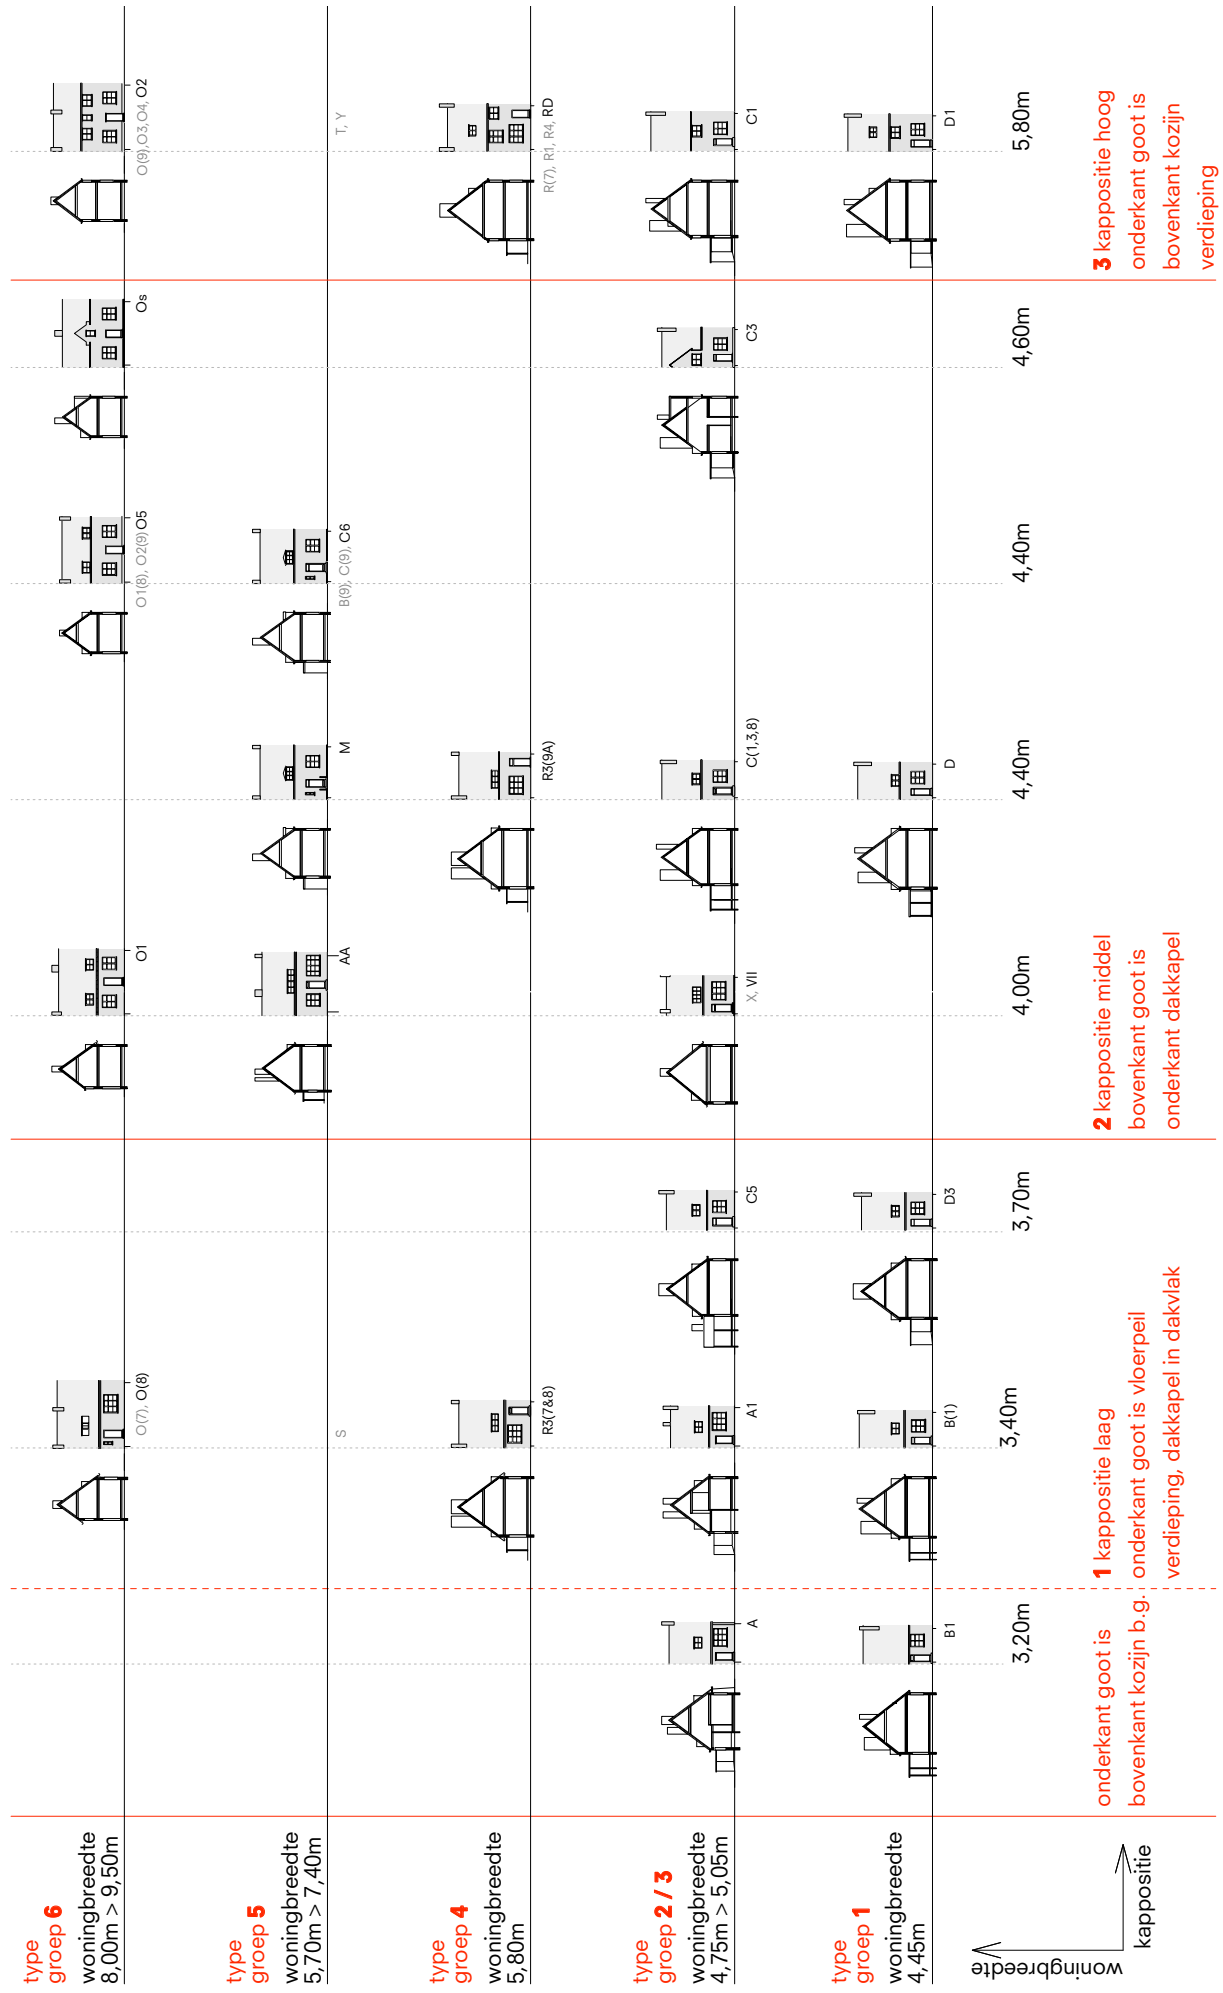 type
groep 6
woningbreedte
8,00m > 9,50m
O(7), O(8)
O1
O1(8), O2(9) O5
Os
O(9), O3, O4, O2
type
groep 5
woningbreedte
5,70m > 7,40m
S
AA
M
B(9), C(9), C6
T, Y
type
groep 4
woningbreedte
5,80m
R3(7&8)
R3(9A)
R(7), R1, R4, RD
type
groep 2 / 3
woningbreedte
4,75m > 5,05m
A
A1
C5
X, VII
C(1,3,8)
C3
C1
type
groep 1
woningbreedte
4,45m
B1
B(1)
D3
D
D1
3,20m
3,40m
3,70m
4,00m
4,40m
4,40m
4,60m
5,80m
woningbreedte
kappositie
onderkant goot is
bovenkant kozijn b.g.
1 kappositie laag
onderkant goot is vloerpeil
verdieping, dakkapel in dakvlak
2 kappositie middel
bovenkant goot is
onderkant dakkapel
3 kappositie hoog
onderkant goot is
bovenkant kozijn
verdieping